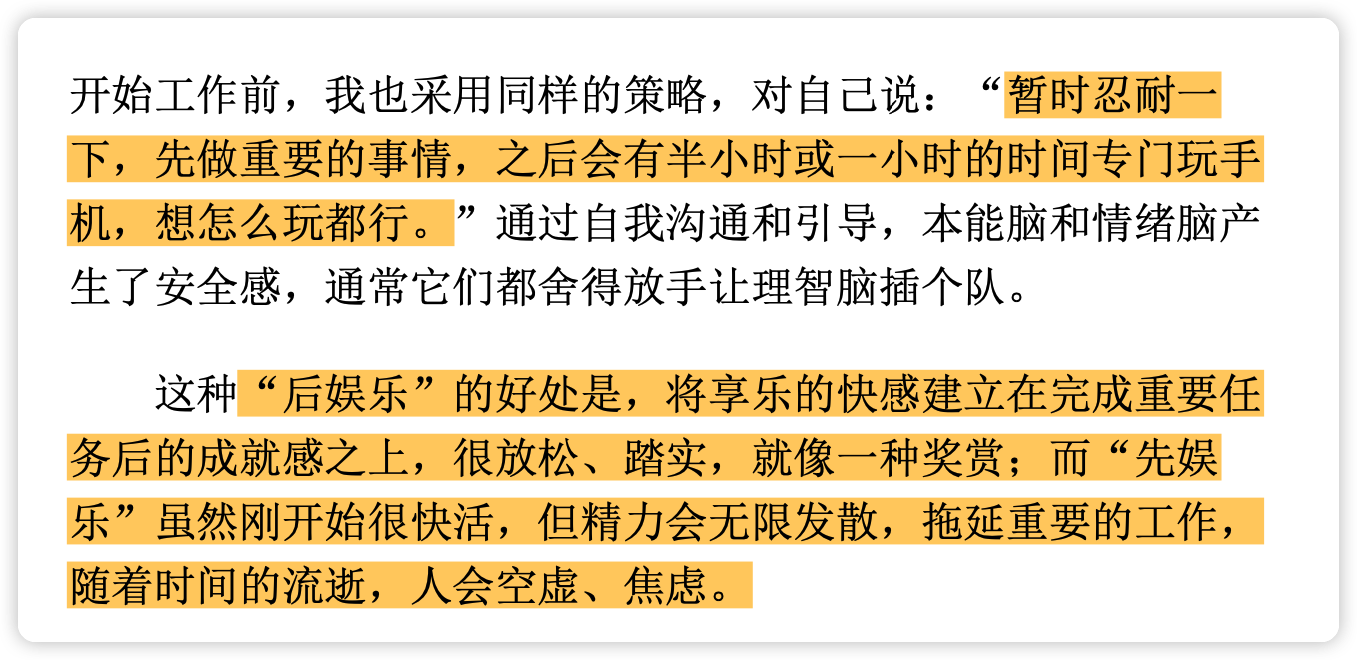 开始工作前，我也采用同样的策略，对自己说：“暂时忍耐一
下，先做重要的事情，之后会有半小时或一小时的时间专门玩手
机，想怎么玩都行。”通过自我沟通和引导，本能脑和情绪脑产
生了安全感，通常它们都舍得放手让理智脑插个队。
这种“后娱乐”的好处是，将享乐的快感建立在完成重要任
务后的成就感之上，很放松、踏实，就像一种奖赏；而“先娱
乐”虽然刚开始很快活，但精力会无限发散，拖延重要的工作，
随着时间的流逝，人会空虚、焦虑。